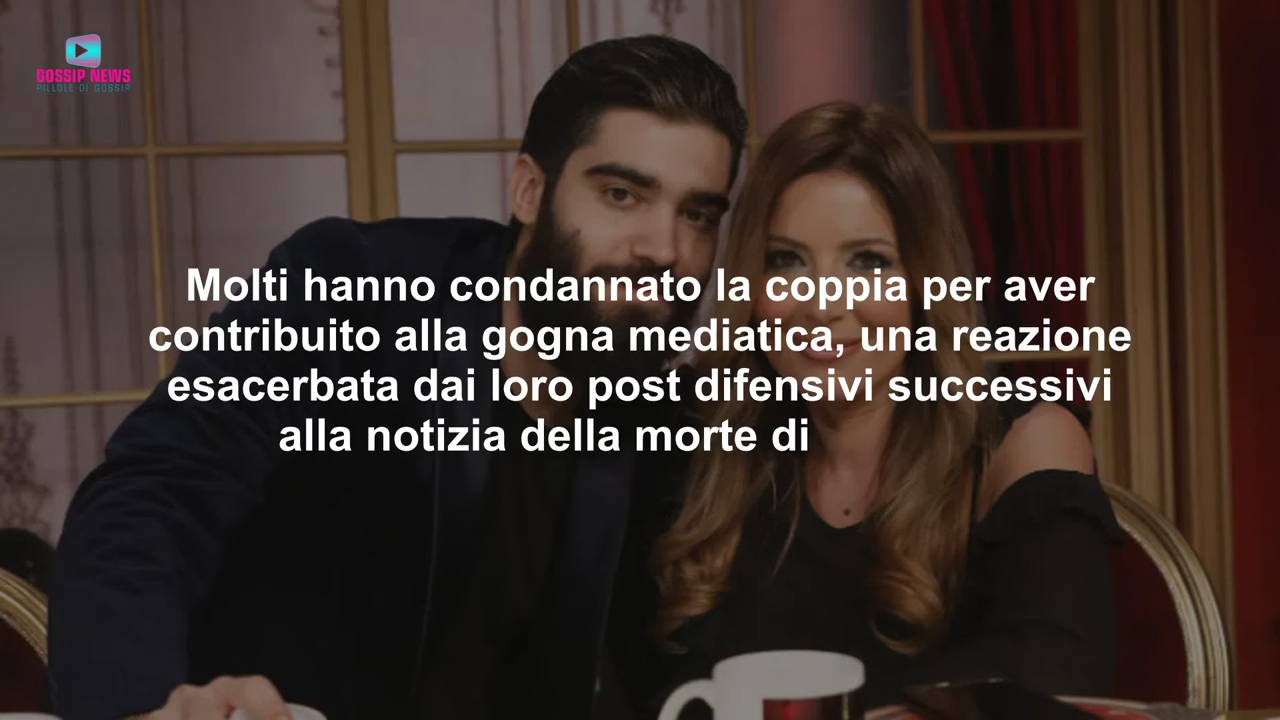 GOSSIP NEWS
PILLOLE DI GOSSIP
Molti hanno condannato la coppia per aver
contribuito alla gogna mediatica, una reazione
esacerbata dai loro post difensivi successivi
alla notizia della morte di